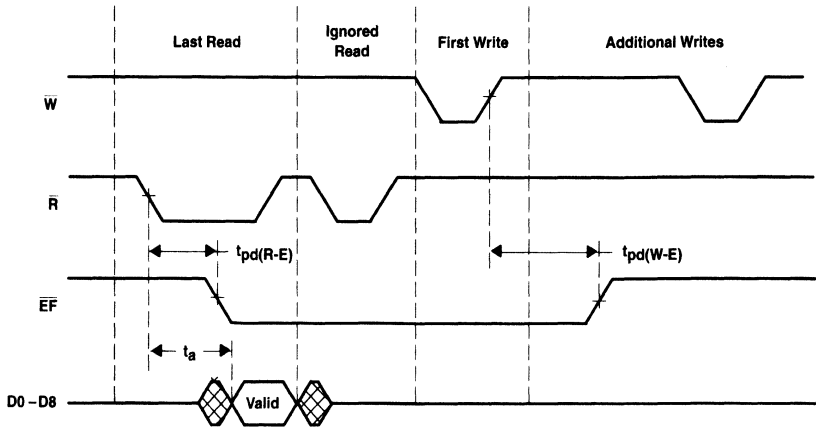 Last Read
Ignored
Read
First Write
Additional Writes
W
R
tpd(R-E)
tpd(W-E)
EF
ta
D0–D8
Valid